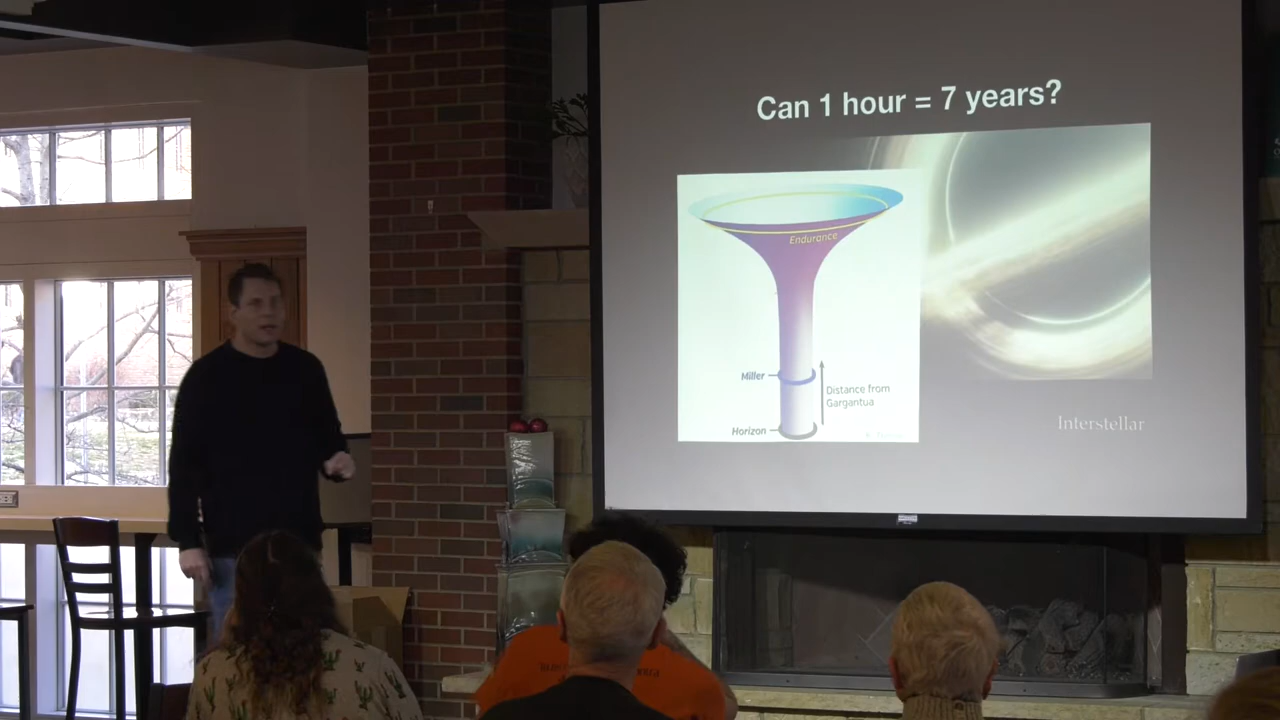 Can 1 hour = 7 years?
Endurance
Miller
Distance from
Gargantua
Horizon
Interstellar